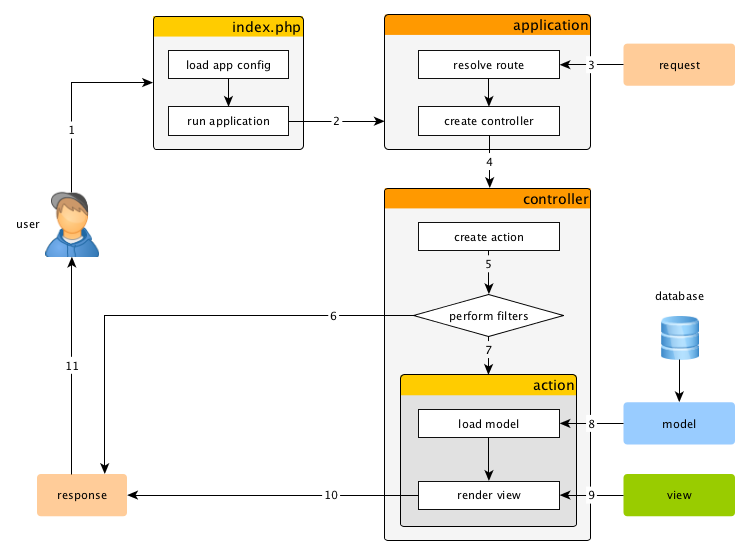 index.php
application
load app config
resolve route
3
request
1
run application
2
create controller
4
controller
user
create action
5
database
6
perform filters
7
11
action
load model
8
model
response
10
render view
9
view